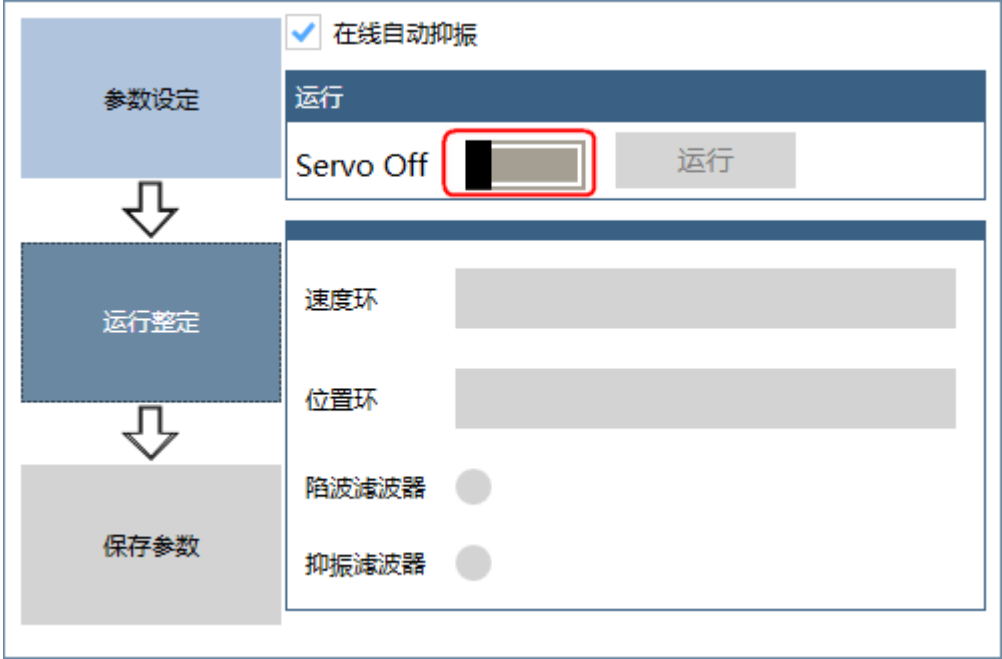 在线自动抑振
参数设定
运行
Servo Off
运行
运行整定
速度环
位置环
陷波滤波器
保存参数
抑振滤波器